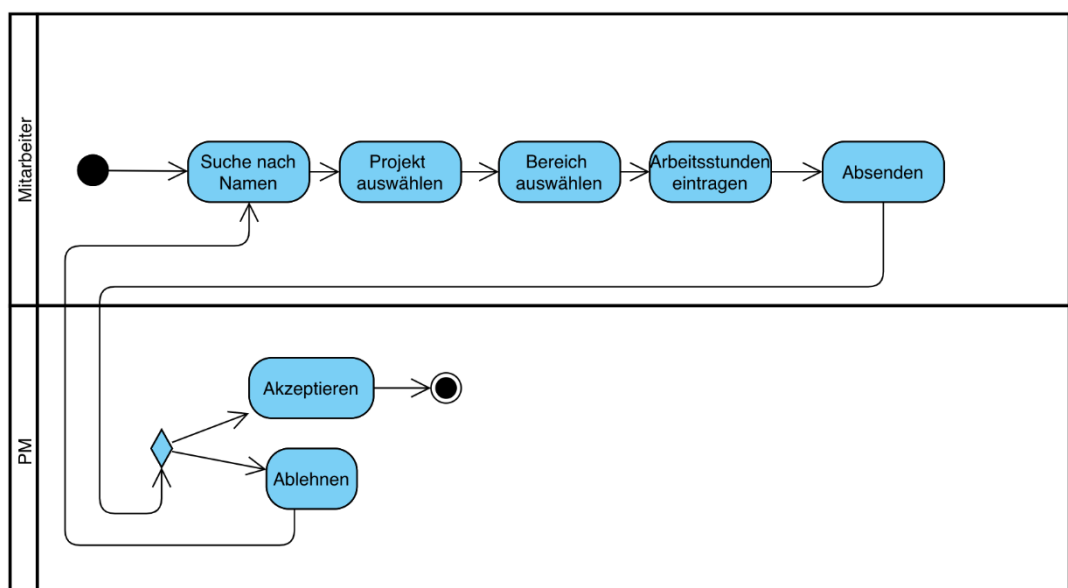 Mitarbeiter
Suche nach
Namen
Projekt
auswählen
Bereich
auswählen
Arbeitsstunden
eintragen
Absenden
PM
Akzeptieren
Ablehnen